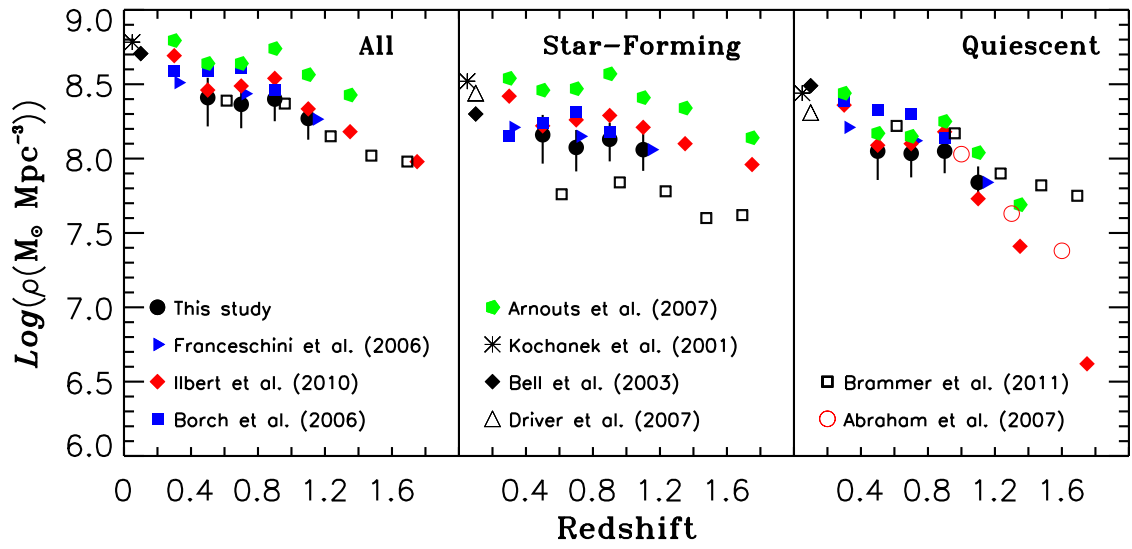 All
Star-Forming
Quiescent
Log(ρ(M⊙ Mpc⁻³))
9.0
8.5
8.0
7.5
7.0
6.5
6.0
This study
Franceschini et al. (2006)
Ilbert et al. (2010)
Borch et al. (2006)
Arnouts et al. (2007)
Kochanek et al. (2001)
Bell et al. (2003)
Driver et al. (2007)
Brammer et al. (2011)
Abraham et al. (2007)
0 0.4 0.8 1.2 1.6 0.4 0.8 1.2 1.6 0.4 0.8 1.2 1.6
Redshift